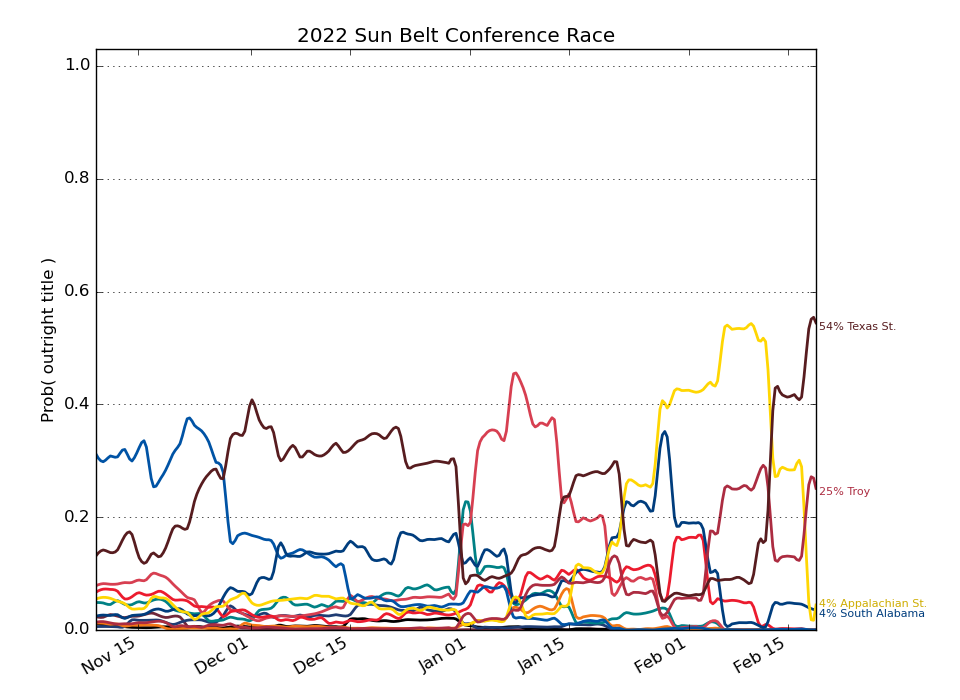 2022 Sun Belt Conference Race
Prob( outright title )
1.0
0.8
0.6
0.4
0.2
0.0
Nov 15
Dec 01
Dec 15
Jan 01
Jan 15
Feb 01
Feb 15
54% Texas St.
25% Troy
4% Appalachian St.
4% South Alabama